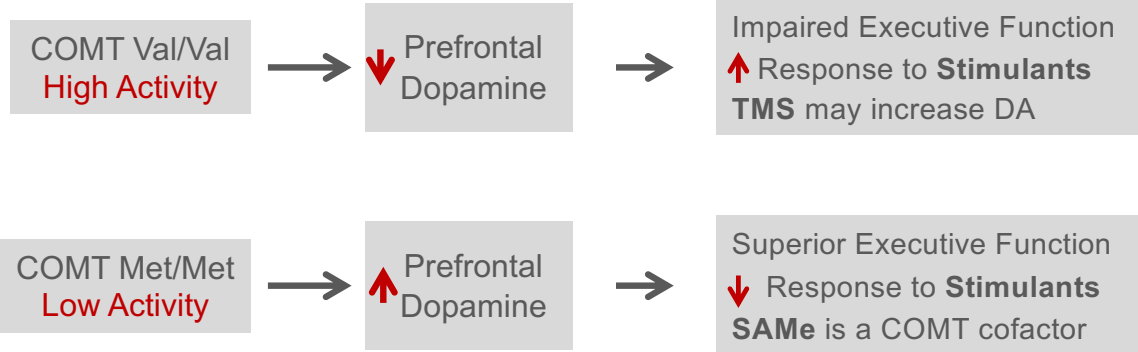 COMT Val/Val
High Activity
Prefrontal
Dopamine
Impaired Executive Function
Response to Stimulants
TMS may increase DA
COMT Met/Met
Low Activity
Prefrontal
Dopamine
Superior Executive Function
Response to Stimulants
SAMe is a COMT cofactor